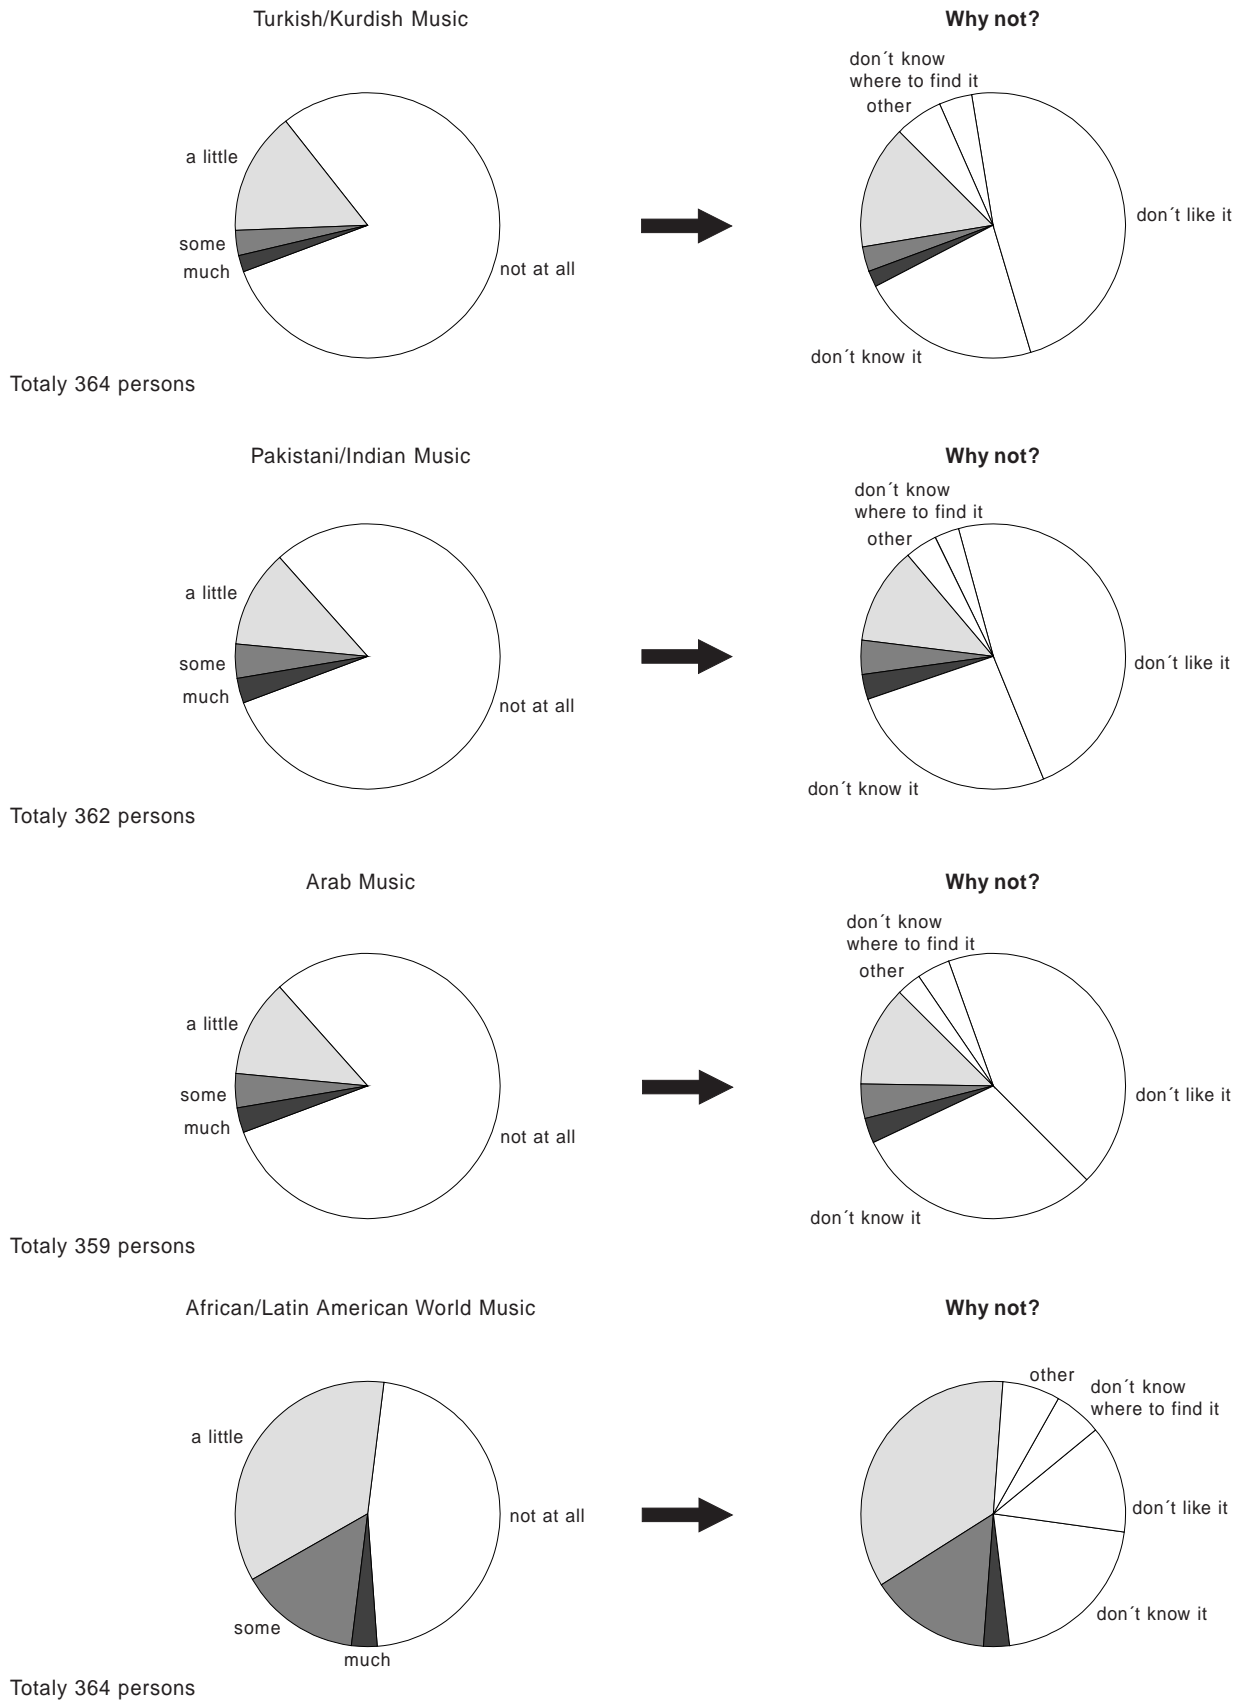 Turkish/Kurdish Music
Why not?
don´t know
where to find it
other
a little
don´t like it
some
much
not at all
don´t know it
Totaly 364 persons
Pakistani/Indian Music
Why not?
don´t know
where to find it
other
a little
some
don´t like it
much
not at all
don´t know it
Totaly 362 persons
Arab Music
Why not?
don´t know
where to find it
other
a little
some
don´t like it
much
not at all
don´t know it
Totaly 359 persons
African/Latin American World Music
Why not?
other
don´t know
where to find it
a little
not at all
don´t like it
some
don´t know it
much
Totaly 364 persons